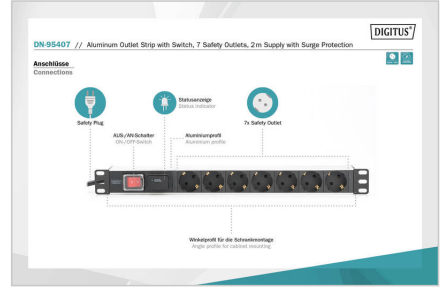 DIGITUS®
DN-95407 // Aluminum Outlet Strip with Switch, 7 Safety Outlets, 2 m Supply with Surge Protection
Anschlüsse
Connections
Safety Plug
Statusanzeige
Status Indicator
7x Safety Outlet
AUS-/AN-Schalter
ON-/OFF-Switch
Aluminiumprofil
Aluminium profile
Winkelprofil für die Schrankmontage
Angle profile for cabinet mounting